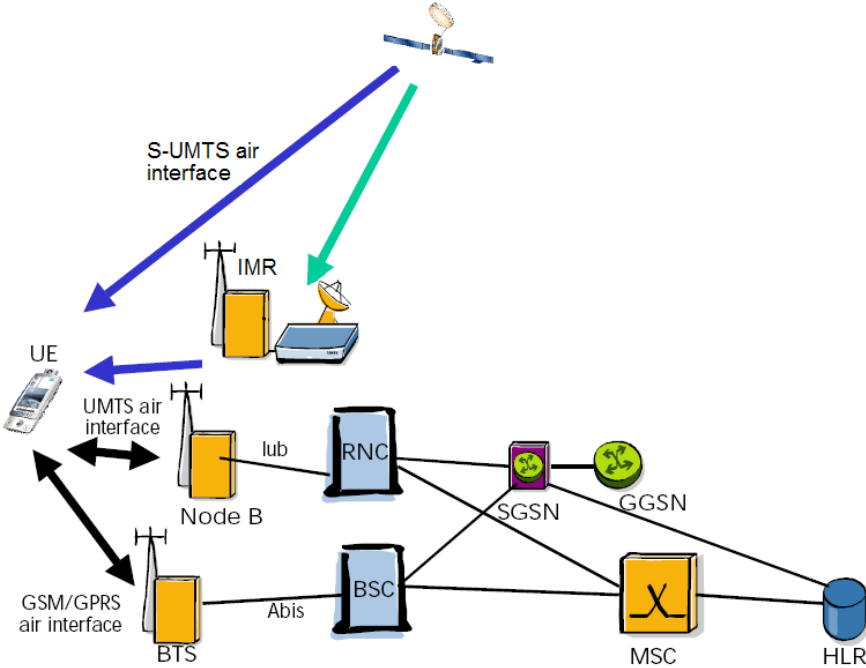 S-UMTS air
interface
IMR
UE
UMTS air
interface
Iub
RNC
Node B
SGSN
GGSN
GSM/GPRS
air interface
BTS
Abis
BSC
MSC
HLR